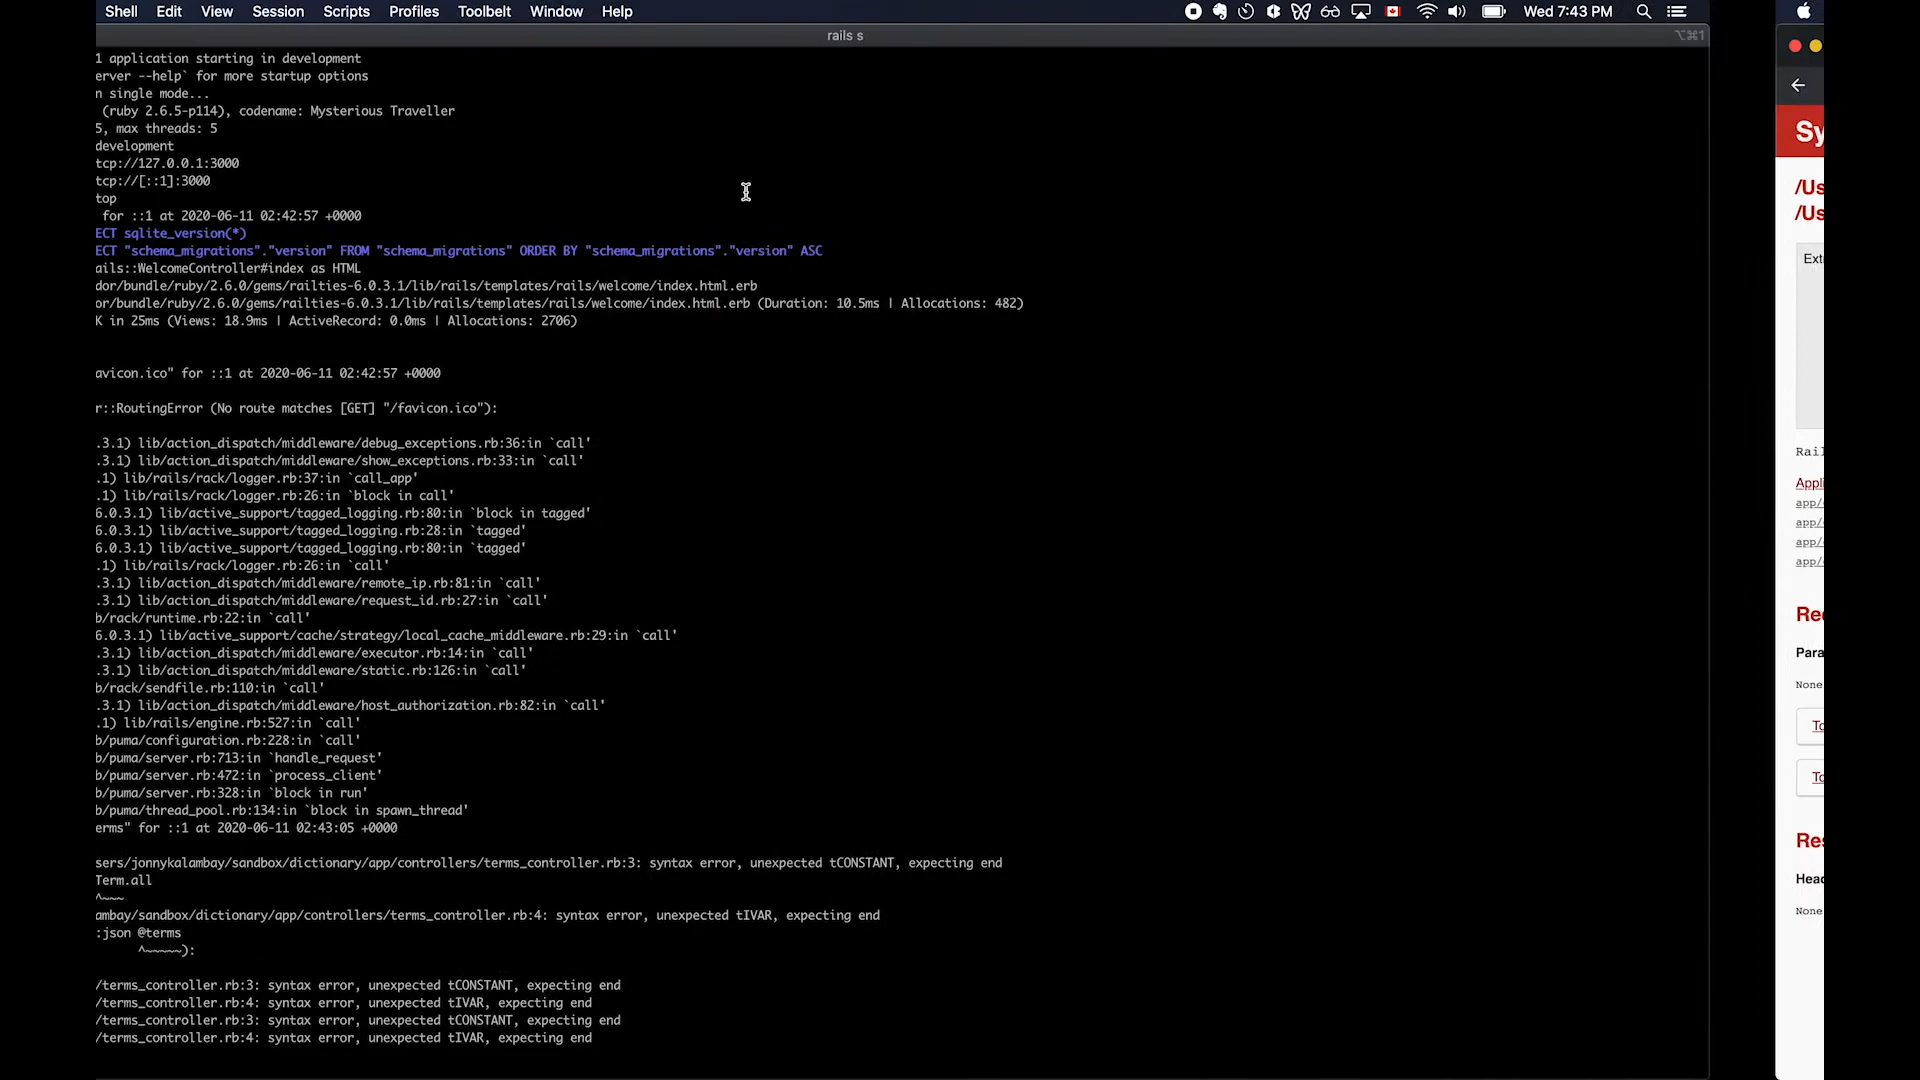 Shell Edit View Session Scripts Profiles Toolbelt Window Help Wed 7:43 PM
rails s ⌥⌘1
1 application starting in development
erver --help` for more startup options
n single mode...
(ruby 2.6.5-p114), codename: Mysterious Traveller
5, max threads: 5
development
tcp://127.0.0.1:3000
tcp://[::1]:3000
top
for ::1 at 2020-06-11 02:42:57 +0000
ECT sqlite_version(*)
ECT "schema_migrations"."version" FROM "schema_migrations" ORDER BY "schema_migrations"."version" ASC
ails::WelcomeController#index as HTML
dor/bundle/ruby/2.6.0/gems/railties-6.0.3.1/lib/rails/templates/rails/welcome/index.html.erb
or/bundle/ruby/2.6.0/gems/railties-6.0.3.1/lib/rails/templates/rails/welcome/index.html.erb (Duration: 10.5ms | Allocations: 482)
K in 25ms (Views: 18.9ms | ActiveRecord: 0.0ms | Allocations: 2706)
avicon.ico" for ::1 at 2020-06-11 02:42:57 +0000
r::RoutingError (No route matches [GET] "/favicon.ico"):
.3.1) lib/action_dispatch/middleware/debug_exceptions.rb:36:in `call'
.3.1) lib/action_dispatch/middleware/show_exceptions.rb:33:in `call'
.1) lib/rails/rack/logger.rb:37:in `call_app'
.1) lib/rails/rack/logger.rb:26:in `block in call'
6.0.3.1) lib/active_support/tagged_logging.rb:80:in `block in tagged'
6.0.3.1) lib/active_support/tagged_logging.rb:28:in `tagged'
6.0.3.1) lib/active_support/tagged_logging.rb:80:in `tagged'
.1) lib/rails/rack/logger.rb:26:in `call'
.3.1) lib/action_dispatch/middleware/remote_ip.rb:81:in `call'
.3.1) lib/action_dispatch/middleware/request_id.rb:27:in `call'
b/rack/runtime.rb:22:in `call'
6.0.3.1) lib/active_support/cache/strategy/local_cache_middleware.rb:29:in `call'
.3.1) lib/action_dispatch/middleware/executor.rb:14:in `call'
.3.1) lib/action_dispatch/middleware/static.rb:126:in `call'
b/rack/sendfile.rb:110:in `call'
.3.1) lib/action_dispatch/middleware/host_authorization.rb:82:in `call'
.1) lib/rails/engine.rb:527:in `call'
b/puma/configuration.rb:228:in `call'
b/puma/server.rb:713:in `handle_request'
b/puma/server.rb:472:in `process_client'
b/puma/server.rb:328:in `block in run'
b/puma/thread_pool.rb:134:in `block in spawn_thread'
erms" for ::1 at 2020-06-11 02:43:05 +0000
sers/jonnykalambay/sandbox/dictionary/app/controllers/terms_controller.rb:3: syntax error, unexpected tCONSTANT, expecting end
Term.all
^~~~
ambay/sandbox/dictionary/app/controllers/terms_controller.rb:4: syntax error, unexpected tIVAR, expecting end
:json @terms
^~~~~~):
/terms_controller.rb:3: syntax error, unexpected tCONSTANT, expecting end
/terms_controller.rb:4: syntax error, unexpected tIVAR, expecting end
/terms_controller.rb:3: syntax error, unexpected tCONSTANT, expecting end
/terms_controller.rb:4: syntax error, unexpected tIVAR, expecting end
Sy
/Us
/Us
Ext
Rail
Appli
app/
app/
app/
app/
Rec
Para
None
To
To
Res
Head
None